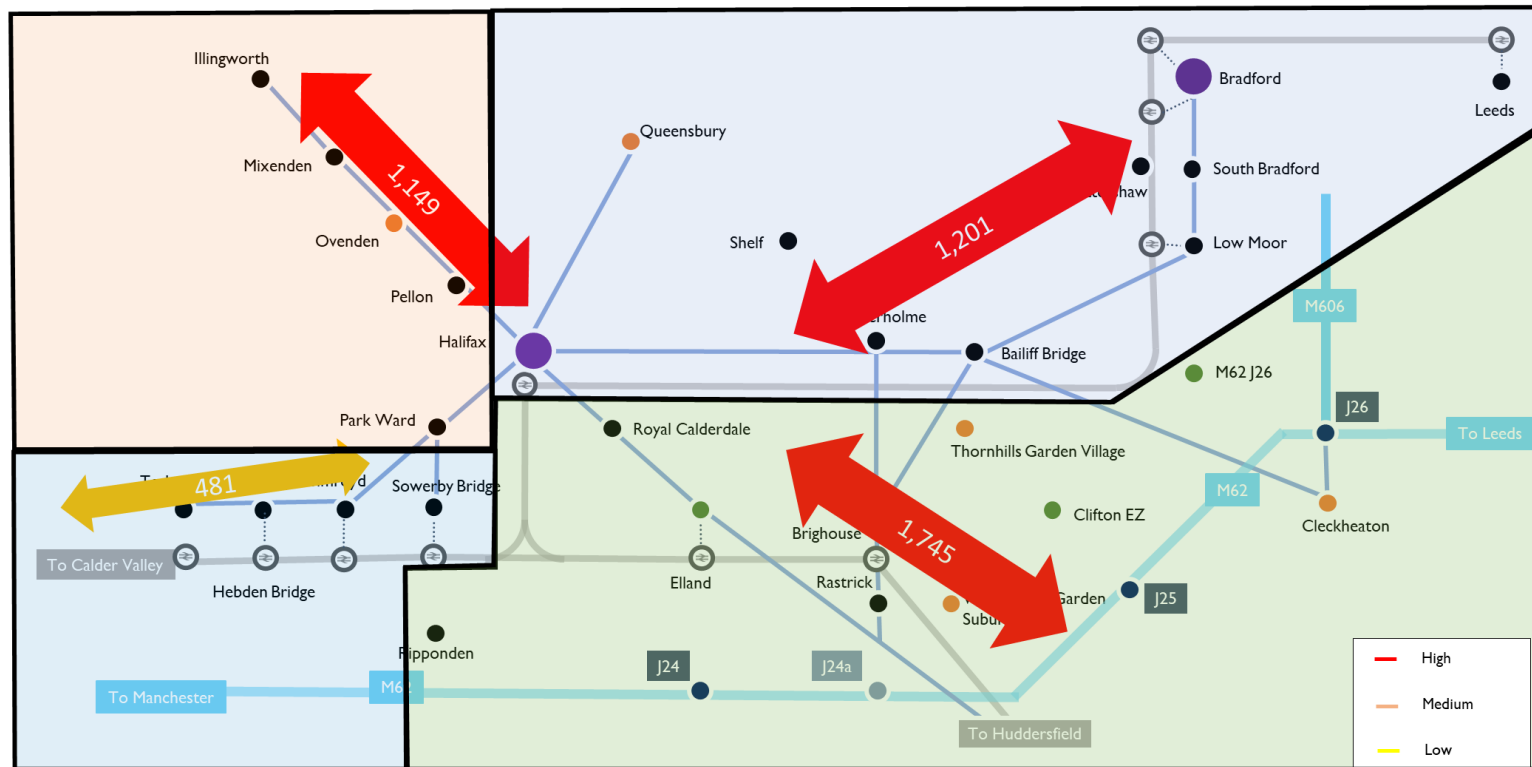 Illingworth
Bradford
Leeds
Queensbury
Mixenden
1,149
South Bradford
Ovenden
Shelf
1,201
Low Moor
Pellon
M606
Halifax
Bailiff Bridge
M62 J26
J26
Park Ward
Royal Calderdale
Thornhills Garden Village
To Leeds
481
Sowerby Bridge
M62
Clifton EZ
Cleckheaton
Brighouse
1,745
To Calder Valley
Hebden Bridge
Elland
Rastrick
Garden
J25
Ripponden
J24
J24a
To Manchester
To Huddersfield
High
Medium
Low